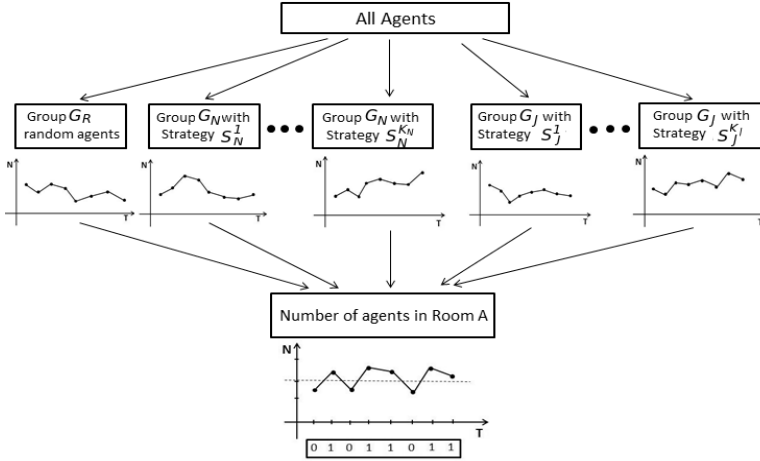 All Agents
Group G_R
random agents
Group G_N with
Strategy S_N^1
Group G_N with
Strategy S_N^{K_N}
Group G_J with
Strategy S_J^1
Group G_J with
Strategy S_J^{K_J}
N
T
N
T
N
T
N
T
N
T
Number of agents in Room A
N
T
0 1 0 1 1 0 1 1